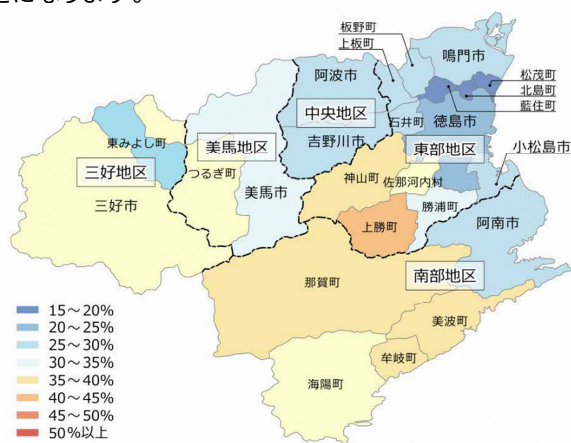 になります。
板野町
上板町
鳴門市
松茂町
北島町
藍住町
阿波市
中央地区
石井町
徳島市
東みよし町
美馬地区
吉野川市
東部地区
小松島市
三好地区
つるぎ町
神山町
佐那河内村
三好市
美馬市
勝浦町
上勝町
阿南市
那賀町
南部地区
美波町
牟岐町
海陽町
15～20%
20～25%
25～30%
30～35%
35～40%
40～45%
45～50%
50%以上